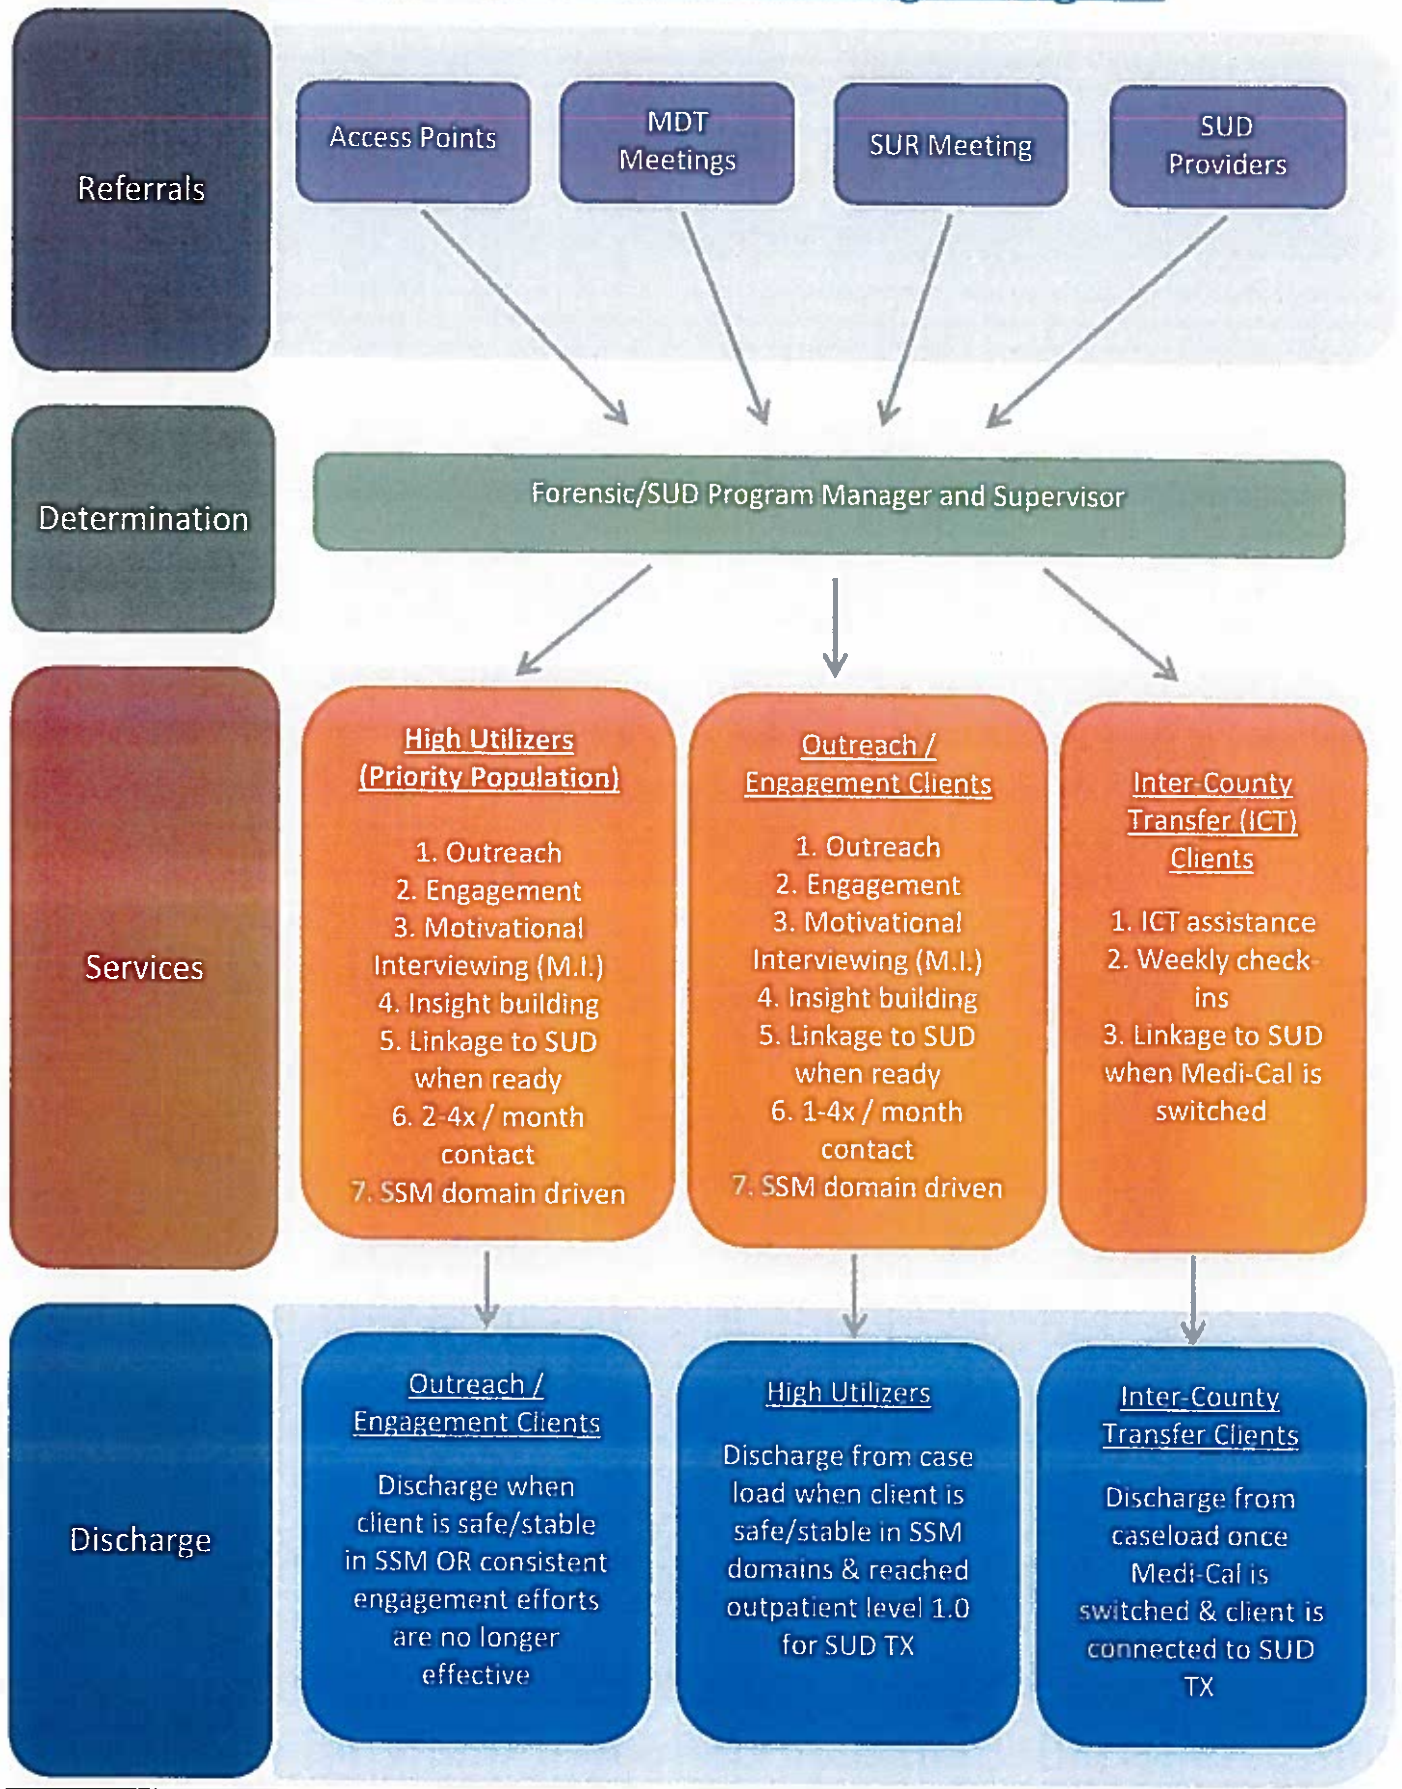 Referrals
Access Points
MDT
Meetings
SUR Meeting
SUD
Providers
Determination
Forensic/SUD Program Manager and Supervisor
Services
High Utilizers
(Priority Population)
1. Outreach
2. Engagement
3. Motivational
Interviewing (M.I.)
4. Insight building
5. Linkage to SUD
when ready
6. 2-4x / month
contact
7. SSM domain driven
Outreach /
Engagement Clients
1. Outreach
2. Engagement
3. Motivational
Interviewing (M.I.)
4. Insight building
5. Linkage to SUD
when ready
6. 1-4x / month
contact
7. SSM domain driven
Inter-County
Transfer (ICT)
Clients
1. ICT assistance
2. Weekly check-
ins
3. Linkage to SUD
when Medi-Cal is
switched
Discharge
Outreach /
Engagement Clients
Discharge when
client is safe/stable
in SSM OR consistent
engagement efforts
are no longer
effective
High Utilizers
Discharge from case
load when client is
safe/stable in SSM
domains & reached
outpatient level 1.0
for SUD TX
Inter-County
Transfer Clients
Discharge from
caseload once
Medi-Cal is
switched & client is
connected to SUD
TX